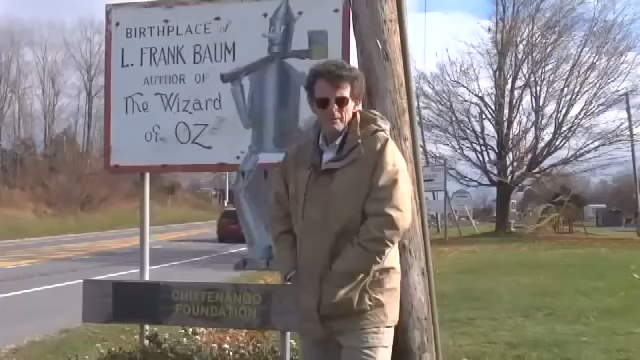 BIRTHPLACE of
L. FRANK BAUM
AUTHOR OF
The Wizard
of OZ
CHITTENANGO
FOUNDATION